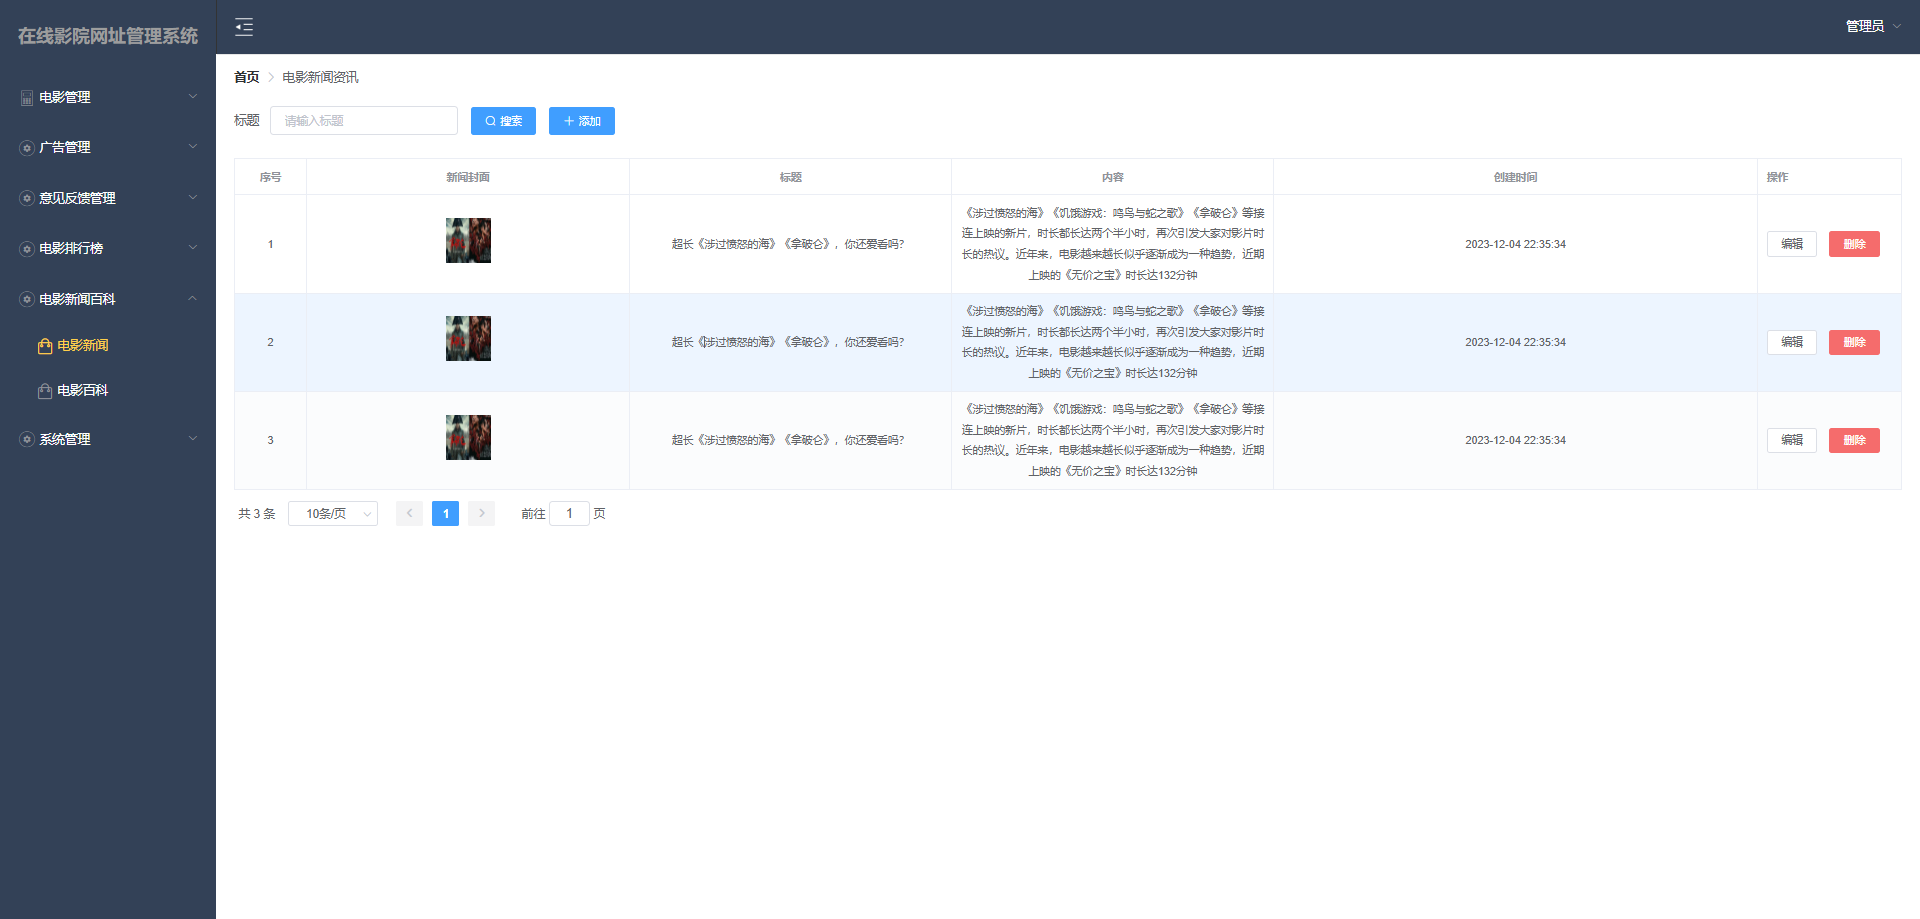 在线影院网址管理系统
管理员
电影管理
广告管理
意见反馈管理
电影排行榜
电影新闻百科
电影新闻
电影百科
系统管理
首页 电影新闻资讯
标题 请输入标题 搜索 添加
序号 新闻封面 标题 内容 创建时间 操作
1 超长《涉过愤怒的海》《拿破仑》，你还爱看吗? 2023-12-04 22:35:34 编辑 删除
《涉过愤怒的海》《饥饿游戏：鸣鸟与蛇之歌》《拿破仑》等接
连上映的新片，时长都长达两个半小时，再次引发大家对影片时
长的热议。近年来，电影越来越长似乎逐渐成为一种趋势，近期
上映的《无价之宝》时长达132分钟
2 超长《涉过愤怒的海》《拿破仑》，你还爱看吗? 2023-12-04 22:35:34 编辑 删除
《涉过愤怒的海》《饥饿游戏：鸣鸟与蛇之歌》《拿破仑》等接
连上映的新片，时长都长达两个半小时，再次引发大家对影片时
长的热议。近年来，电影越来越长似乎逐渐成为一种趋势，近期
上映的《无价之宝》时长达132分钟
3 超长《涉过愤怒的海》《拿破仑》，你还爱看吗? 2023-12-04 22:35:34 编辑 删除
《涉过愤怒的海》《饥饿游戏：鸣鸟与蛇之歌》《拿破仑》等接
连上映的新片，时长都长达两个半小时，再次引发大家对影片时
长的热议。近年来，电影越来越长似乎逐渐成为一种趋势，近期
上映的《无价之宝》时长达132分钟
共 3 条 10条/页 1 前往 1 页